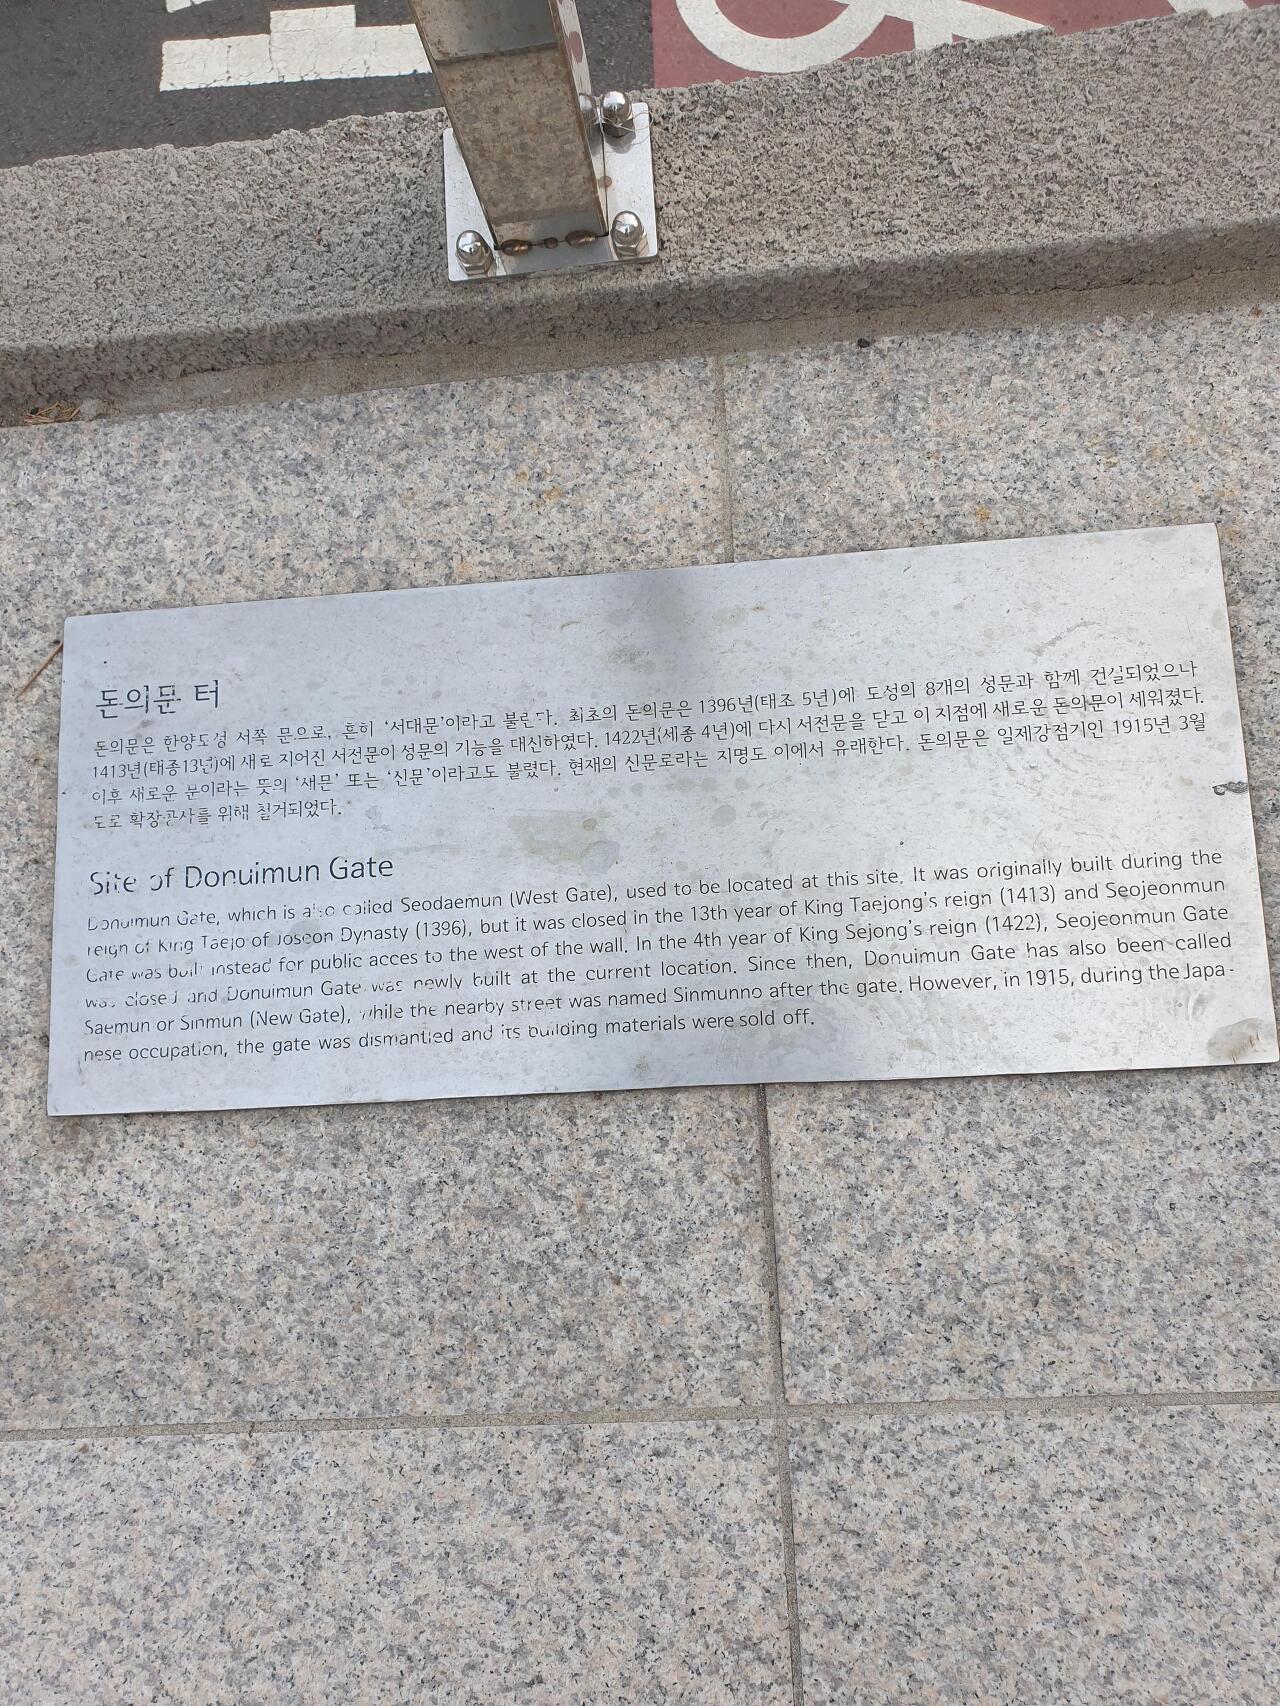 돈의문 터
돈의문은 한양도성 서쪽 문으로, 흔히 '서대문'이라고 불린다. 최초의 돈의문은 1396년(태조 5년)에 도성의 8개의 성문과 함께 건설되었으나
1413년(태종13년)에 새로 지어진 서전문이 성문의 기능을 대신하였다. 1422년(세종 4년)에 다시 서전문을 닫고 이 지점에 새로운 돈의문이 세워졌다.
이후 새로운 문이라는 뜻의 '새문' 또는 '신문'이라고도 불렸다. 현재의 신문로라는 지명도 이에서 유래한다. 돈의문은 일제강점기인 1915년 3월
도로 확장공사를 위해 철거되었다.
Site of Donuimun Gate
Donuimun Gate, which is also called Seodaemun (West Gate), used to be located at this site. It was originally built during the
reign of King Taejo of Joseon Dynasty (1396), but it was closed in the 13th year of King Taejong's reign (1413) and Seojeonmun
Gate was built instead for public acces to the west of the wall. In the 4th year of King Sejong's reign (1422), Seojeonmun Gate
was closed and Donuimun Gate was newly built at the current location. Since then, Donuimun Gate has also been called
Saemun or Sinmun (New Gate), while the nearby street was named Sinmunno after the gate. However, in 1915, during the Japa-
nese occupation, the gate was dismantled and its building materials were sold off.